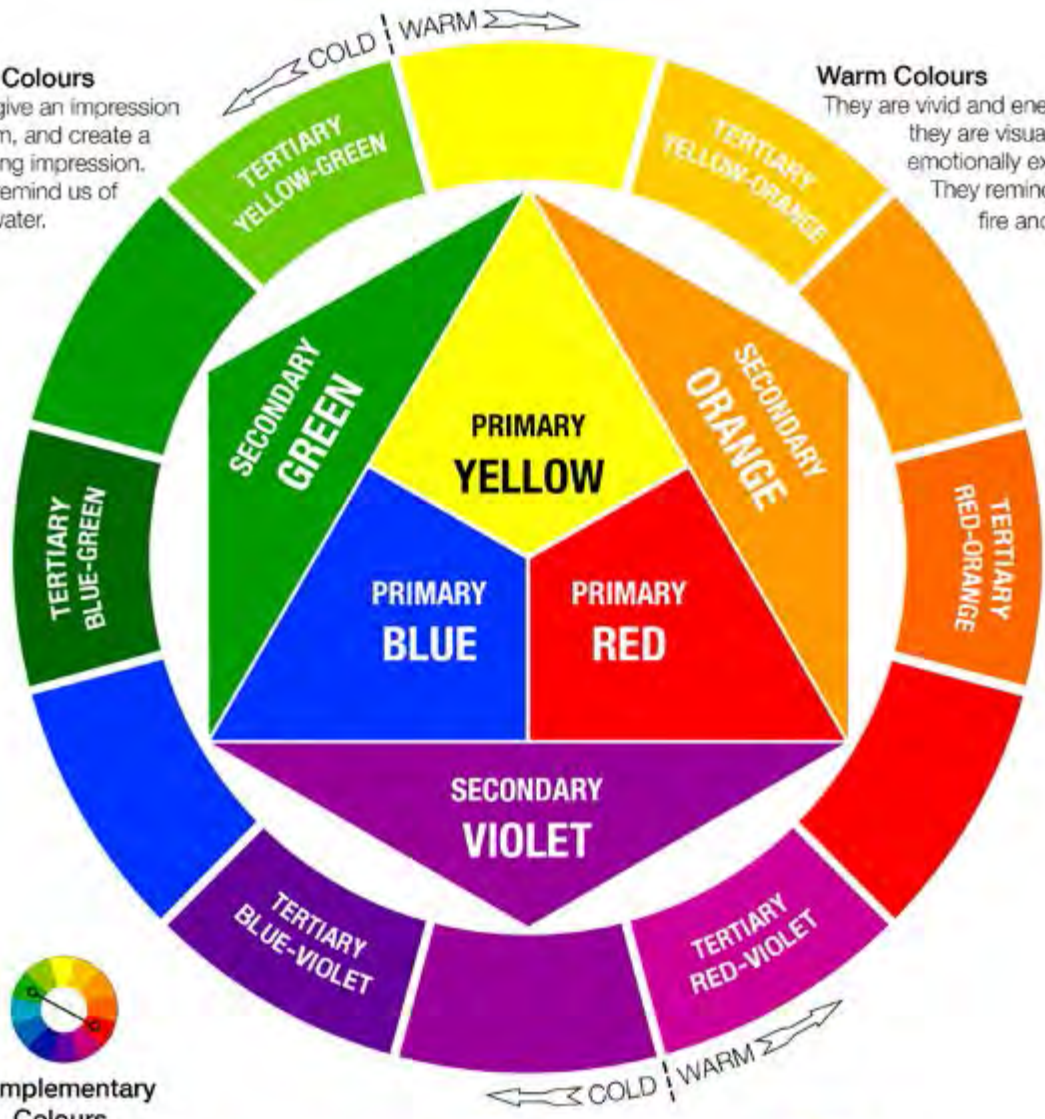 COLD
WARM
Colours
give an impression
m, and create a
ng impression.
emind us of
vater.
Warm Colours
They are vivid and ene
they are visua
emotionally ex
They remind
fire and
TERTIARY
YELLOW-GREEN
TERTIARY
YELLOW-ORANGE
SECONDARY
GREEN
SECONDARY
ORANGE
PRIMARY
YELLOW
TERTIARY
BLUE-GREEN
TERTIARY
RED-ORANGE
PRIMARY
BLUE
PRIMARY
RED
SECONDARY
VIOLET
TERTIARY
BLUE-VIOLET
TERTIARY
RED-VIOLET
COLD
WARM
mplementary
Colours